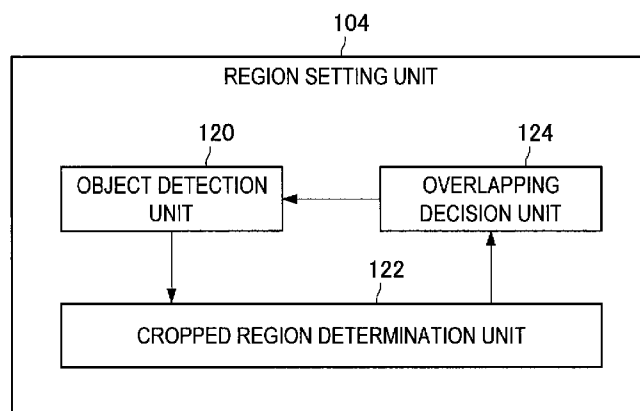 104
REGION SETTING UNIT
120
OBJECT DETECTION
UNIT
124
OVERLAPPING
DECISION UNIT
122
CROPPED REGION DETERMINATION UNIT